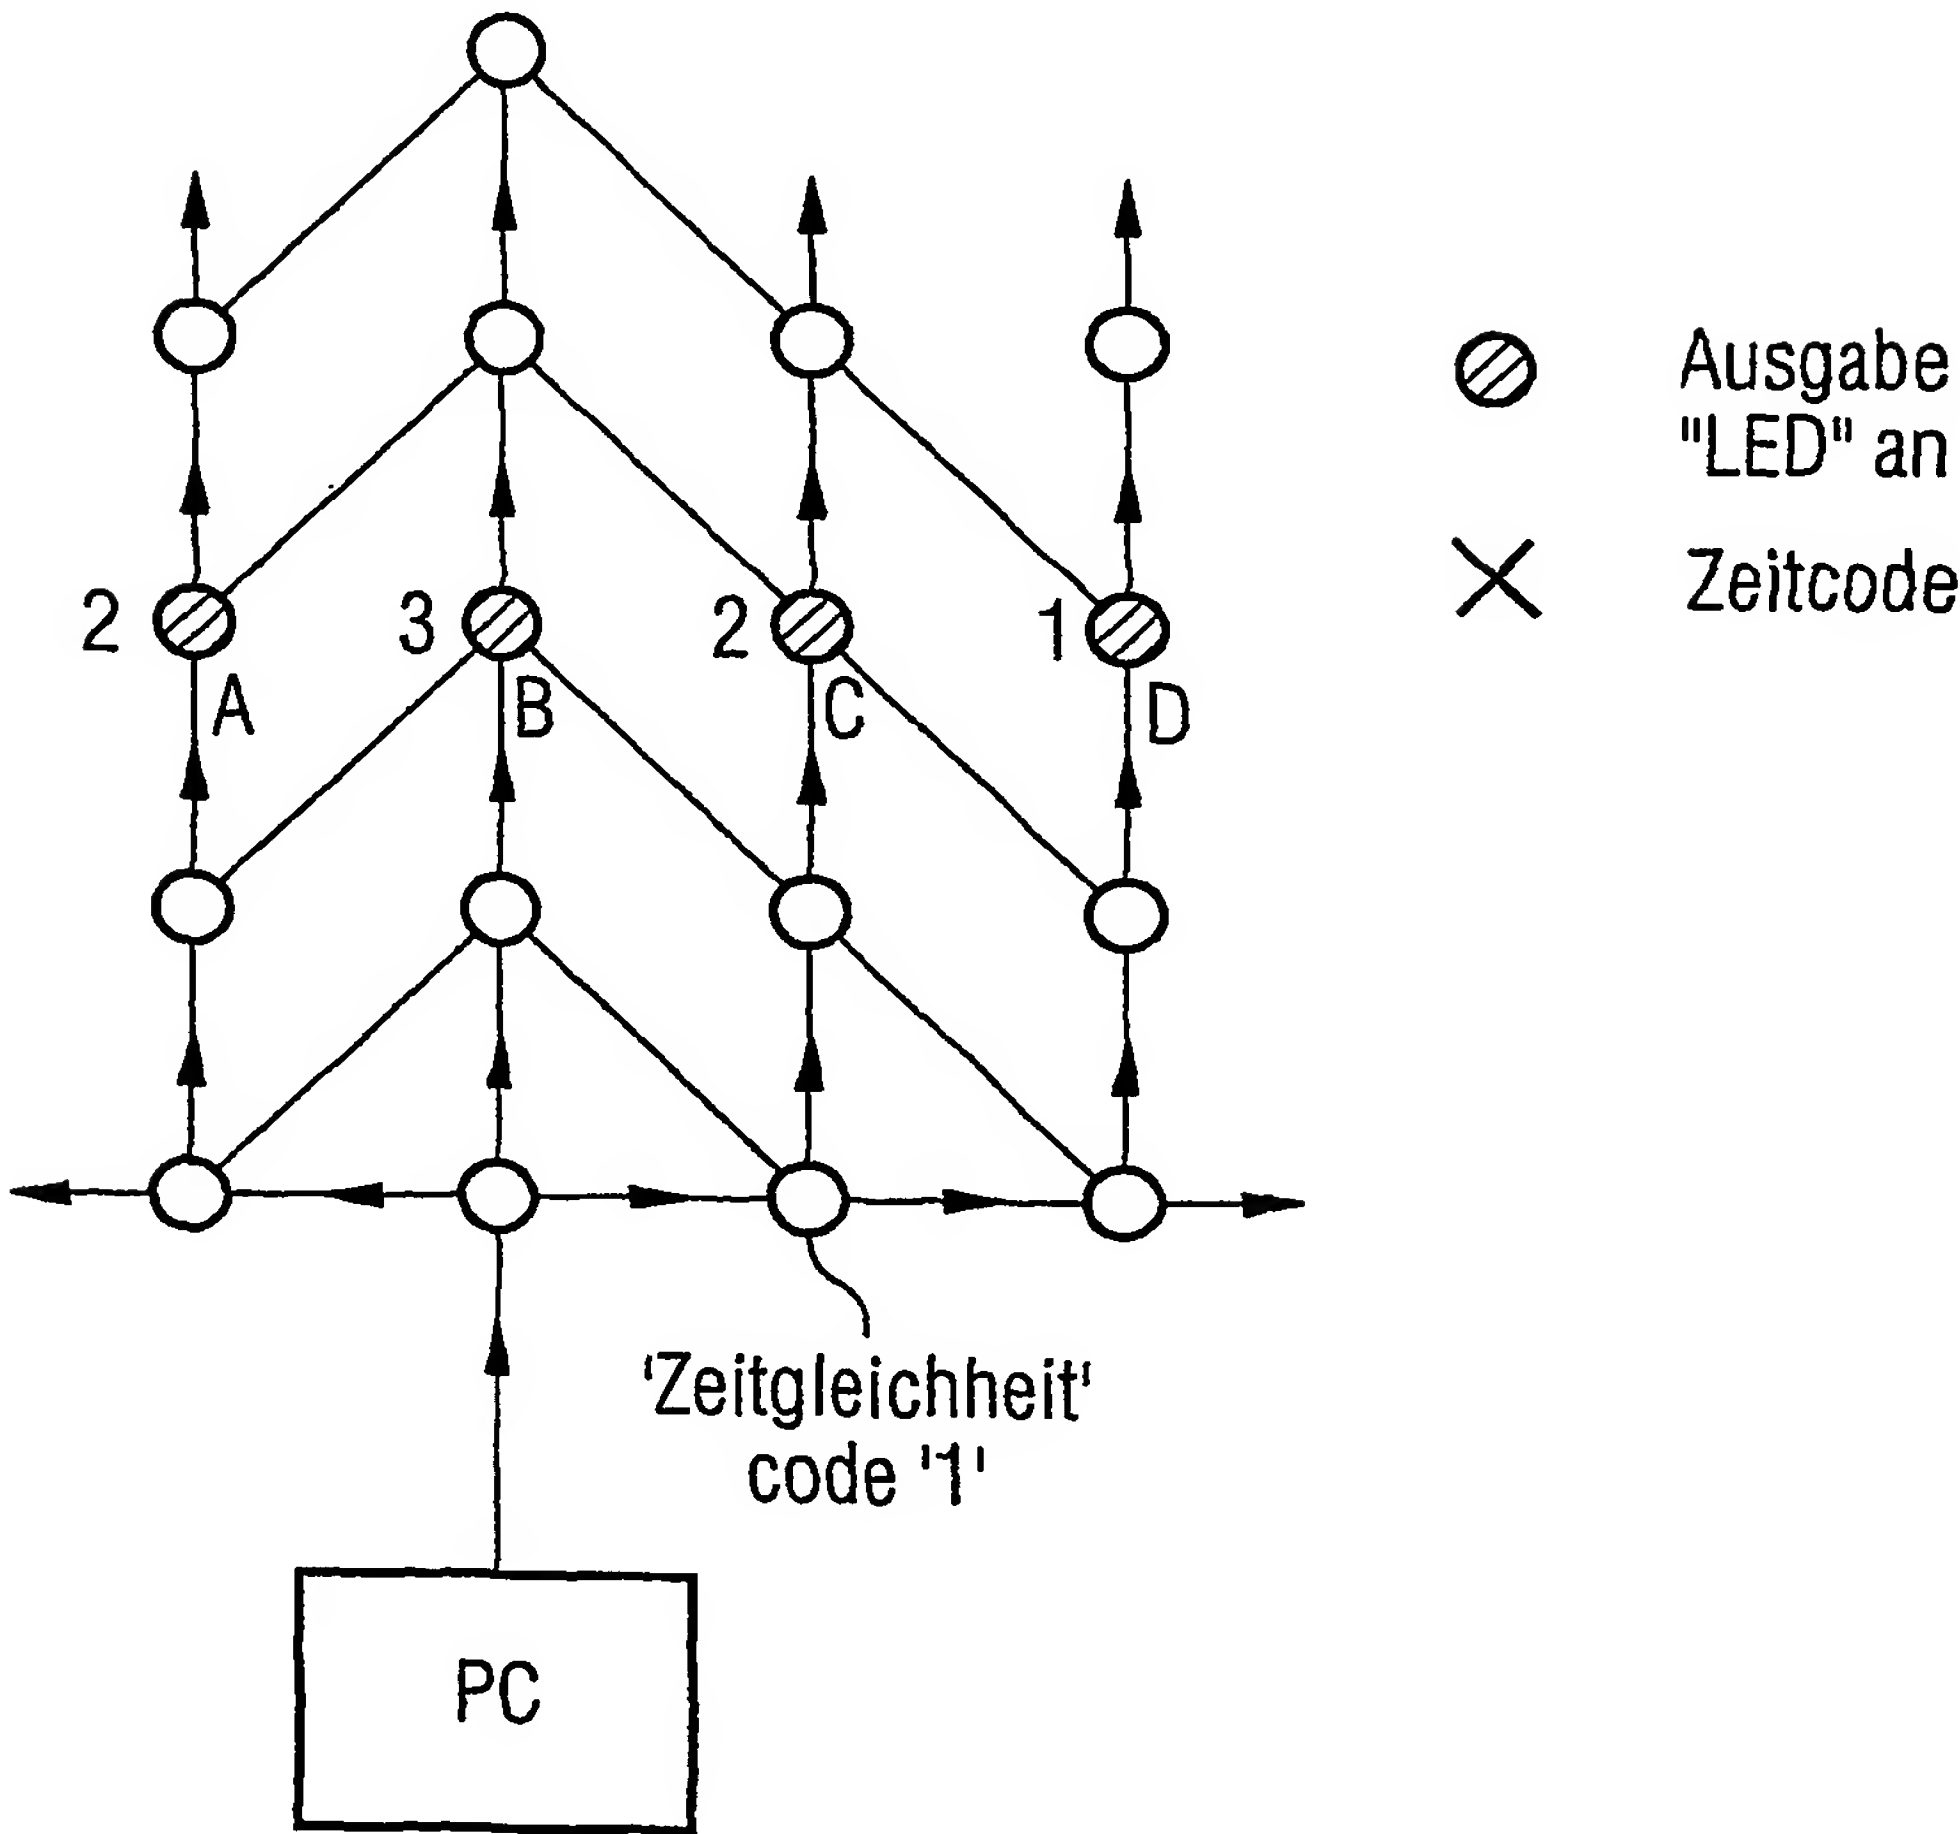 Ausgabe
"LED" an
Zeitcode
2 3 2 1
A B C D
'Zeitgleichheit'
code '1'
PC